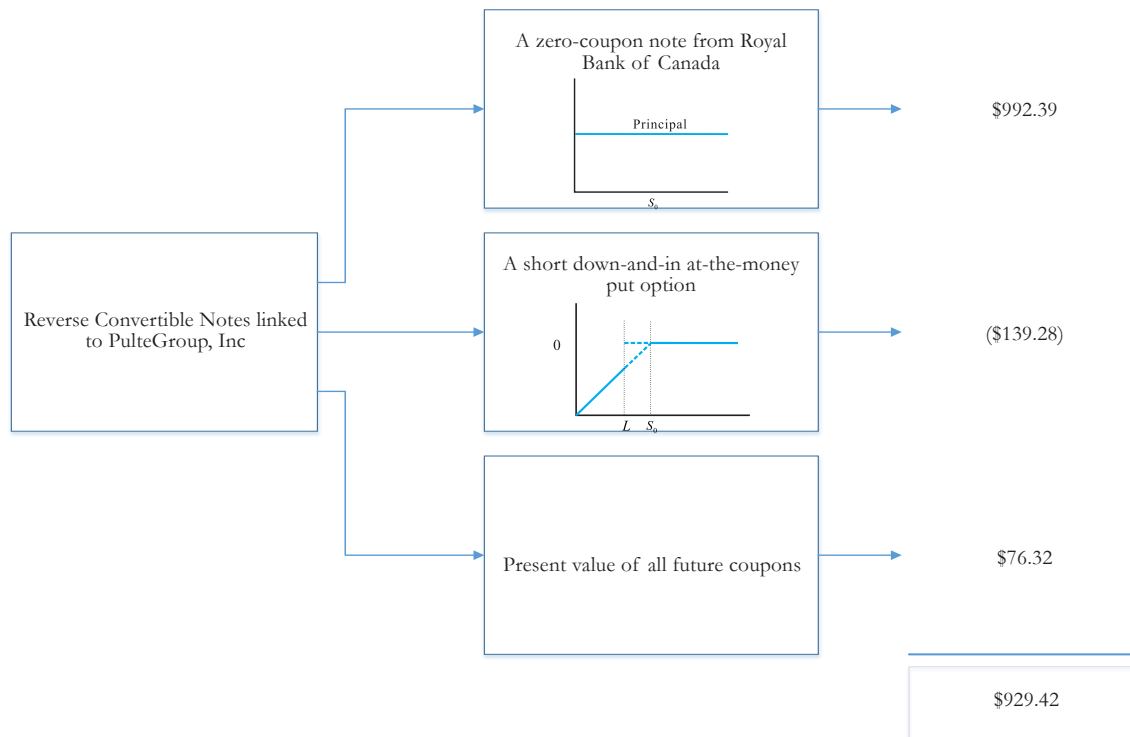 A zero-coupon note from Royal
Bank of Canada
Principal
S₀
$992.39
Reverse Convertible Notes linked
to PulteGroup, Inc
A short down-and-in at-the-money
put option
0
L S₀
($139.28)
Present value of all future coupons
$76.32
$929.42